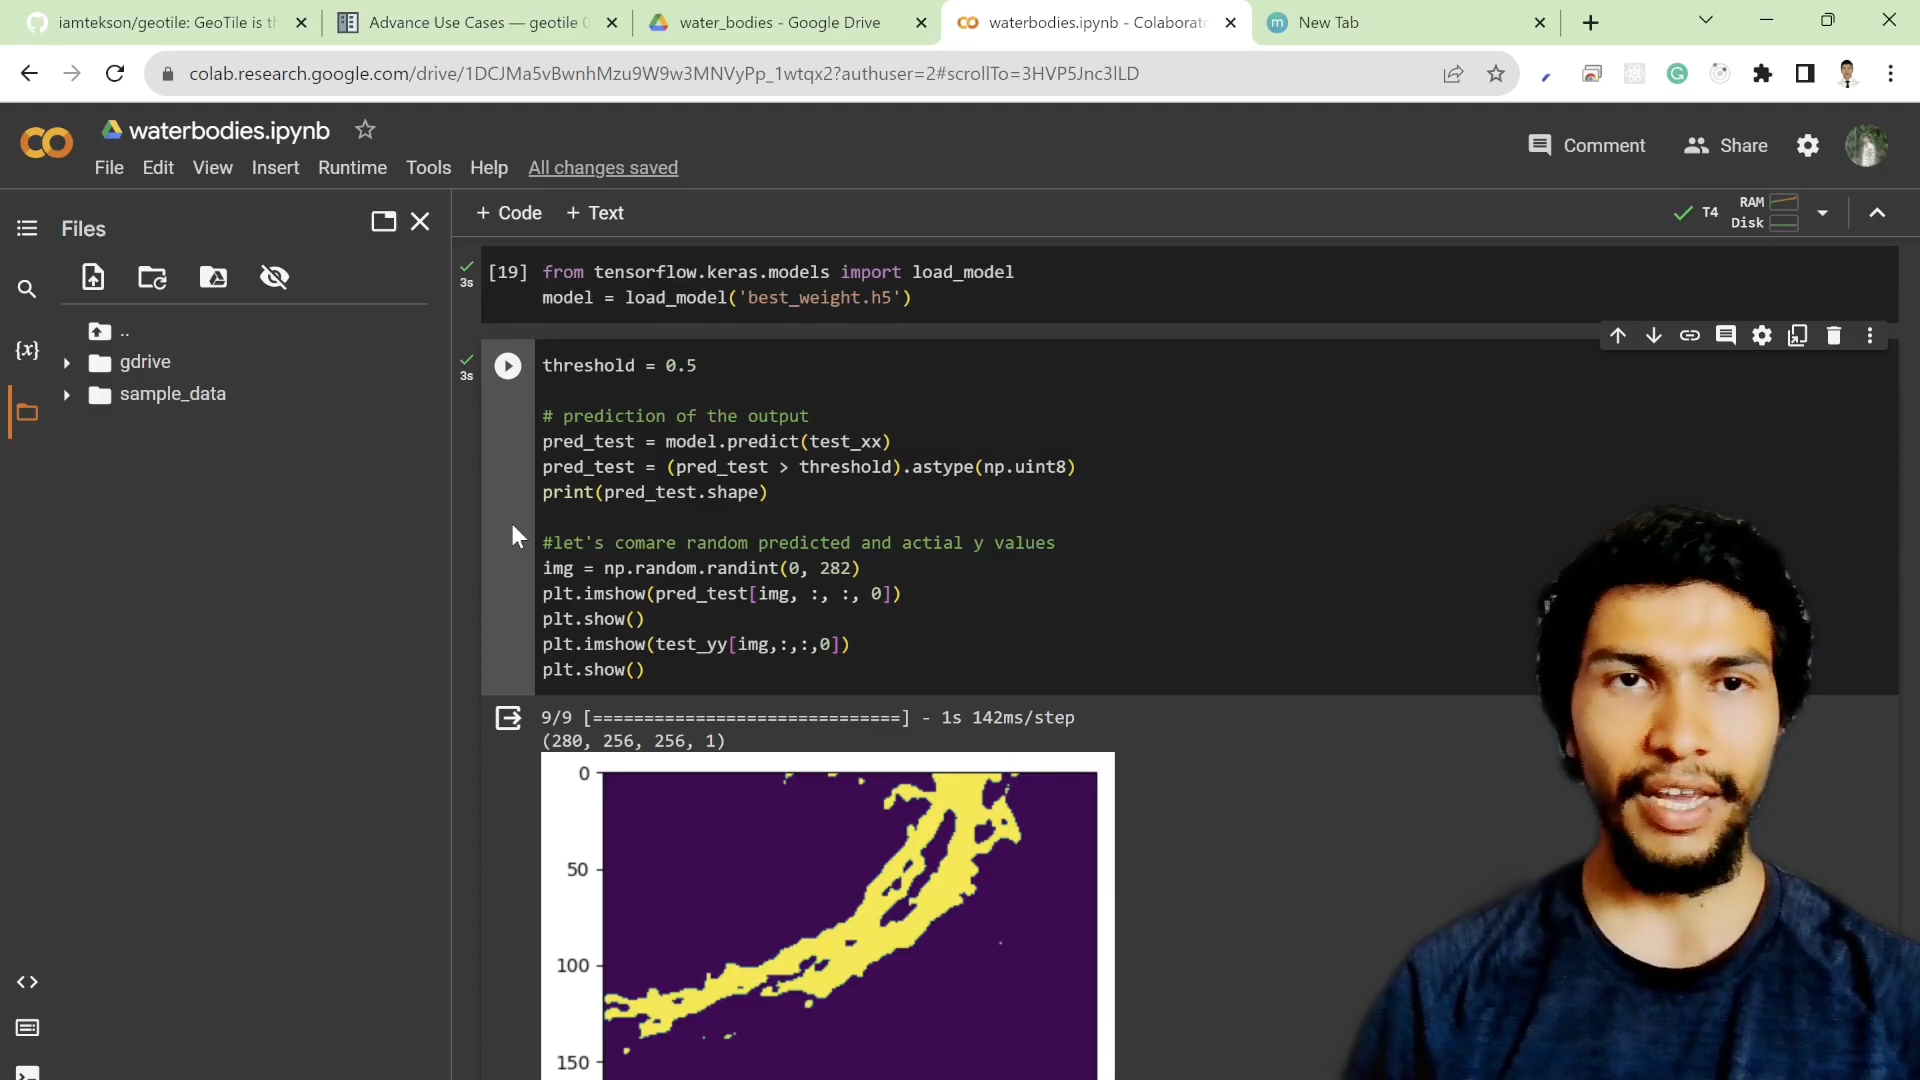 iamtekson/geotile: GeoTile is th
Advance Use Cases — geotile 0
water_bodies - Google Drive
waterbodies.ipynb - Colaborato
New Tab
colab.research.google.com/drive/1DCJMa5vBwnhMzu9W9w3MNVyPp_1wtqx2?authuser=2#scrollTo=3HVP5Jnc3lLD
waterbodies.ipynb
File Edit View Insert Runtime Tools Help All changes saved
Comment Share
Files
+ Code + Text
T4 RAM
Disk
..
gdrive
sample_data
3s [19] from tensorflow.keras.models import load_model
model = load_model('best_weight.h5')
3s
threshold = 0.5
# prediction of the output
pred_test = model.predict(test_xx)
pred_test = (pred_test > threshold).astype(np.uint8)
print(pred_test.shape)
#let's comare random predicted and actial y values
img = np.random.randint(0, 282)
plt.imshow(pred_test[img, :, :, 0])
plt.show()
plt.imshow(test_yy[img,:,:,0])
plt.show()
9/9 [==============================] - 1s 142ms/step
(280, 256, 256, 1)
0
50
100
150